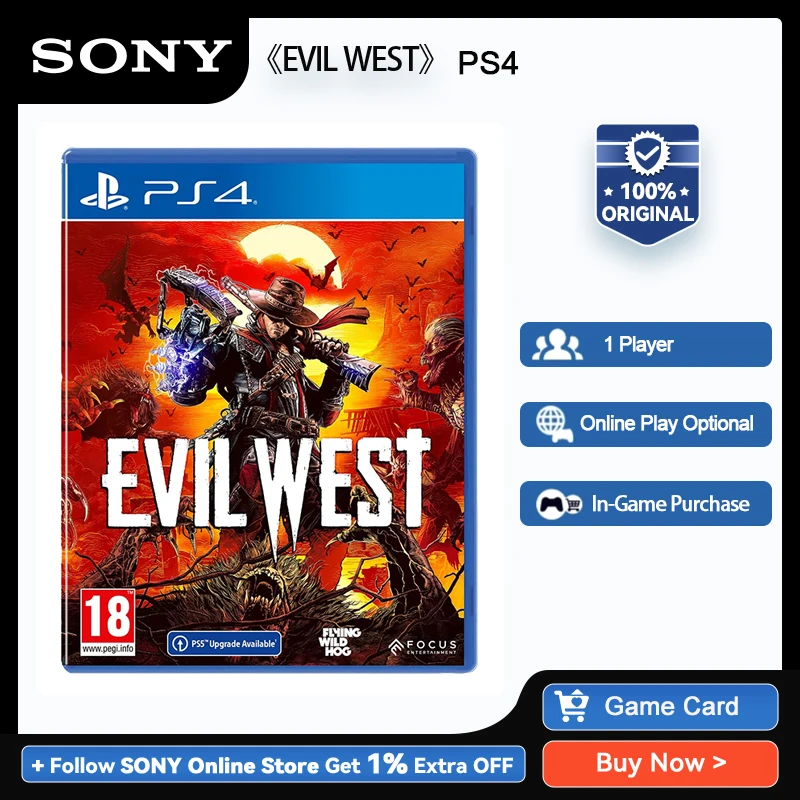 SONY
《EVIL WEST》 PS4
100%
ORIGINAL
PS4
EVIL WEST
18
www.pegi.info
PS5™ Upgrade Available*
FLYING
WILD
HOG
FOCUS
ENTERTAINMENT
1 Player
Online Play Optional
In-Game Purchase
Game Card
+ Follow SONY Online Store Get 1% Extra OFF
Buy Now >